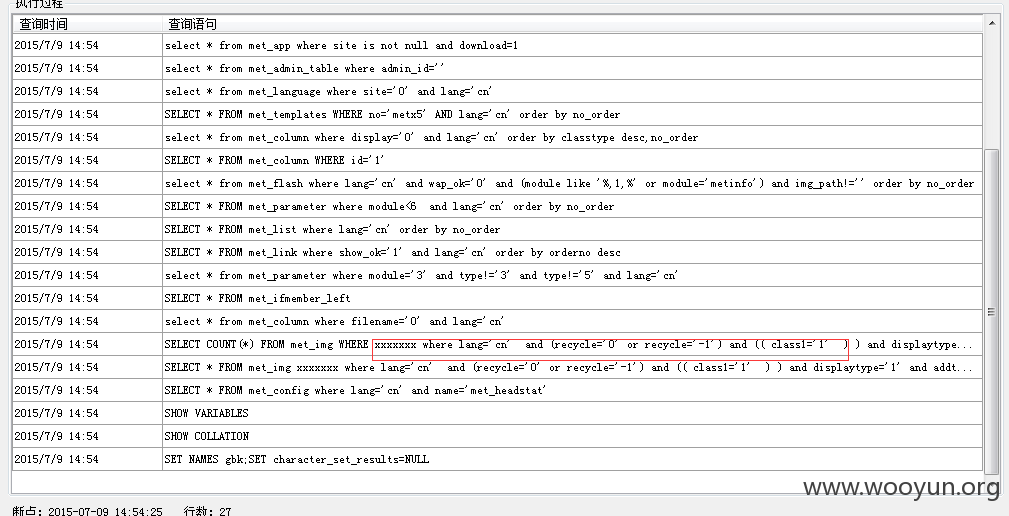 执行过程
查询时间 查询语句
2015/7/9 14:54 select * from met_app where site is not null and download=1
2015/7/9 14:54 select * from met_admin_table where admin_id=''
2015/7/9 14:54 select * from met_language where site='0' and lang='cn'
2015/7/9 14:54 SELECT * FROM met_templates WHERE no='metx5' AND lang='cn' order by no_order
2015/7/9 14:54 select * from met_column where display='0' and lang='cn' order by classtype desc,no_order
2015/7/9 14:54 SELECT * FROM met_column WHERE id='1'
2015/7/9 14:54 select * from met_flash where lang='cn' and wap_ok='0' and (module like '%,1,%' or module='metinfo') and img_path!='' order by no_order
2015/7/9 14:54 SELECT * FROM met_parameter where module<6  and lang='cn' order by no_order
2015/7/9 14:54 SELECT * FROM met_list where lang='cn' order by no_order
2015/7/9 14:54 SELECT * FROM met_link where show_ok='1' and lang='cn' order by orderno desc
2015/7/9 14:54 select * from met_parameter where module='3' and type!='3' and type!='5' and lang='cn'
2015/7/9 14:54 SELECT * FROM met_ifmember_left
2015/7/9 14:54 select * from met_column where filename='0' and lang='cn'
2015/7/9 14:54 SELECT COUNT(*) FROM met_img WHERE xxxxxxx where lang='cn'  and (recycle='0' or recycle='-1') and (( class1='1'  ) ) and displaytype...
2015/7/9 14:54 SELECT * FROM met_img xxxxxxx where lang='cn'  and (recycle='0' or recycle='-1') and (( class1='1'  ) ) and displaytype='1' and addt...
2015/7/9 14:54 SELECT * FROM met_config where lang='cn' and name='met_headstat'
2015/7/9 14:54 SHOW VARIABLES
2015/7/9 14:54 SHOW COLLATION
2015/7/9 14:54 SET NAMES gbk;SET character_set_results=NULL
www.wooyun.org
断点: 2015-07-09 14:54:25 行数: 27